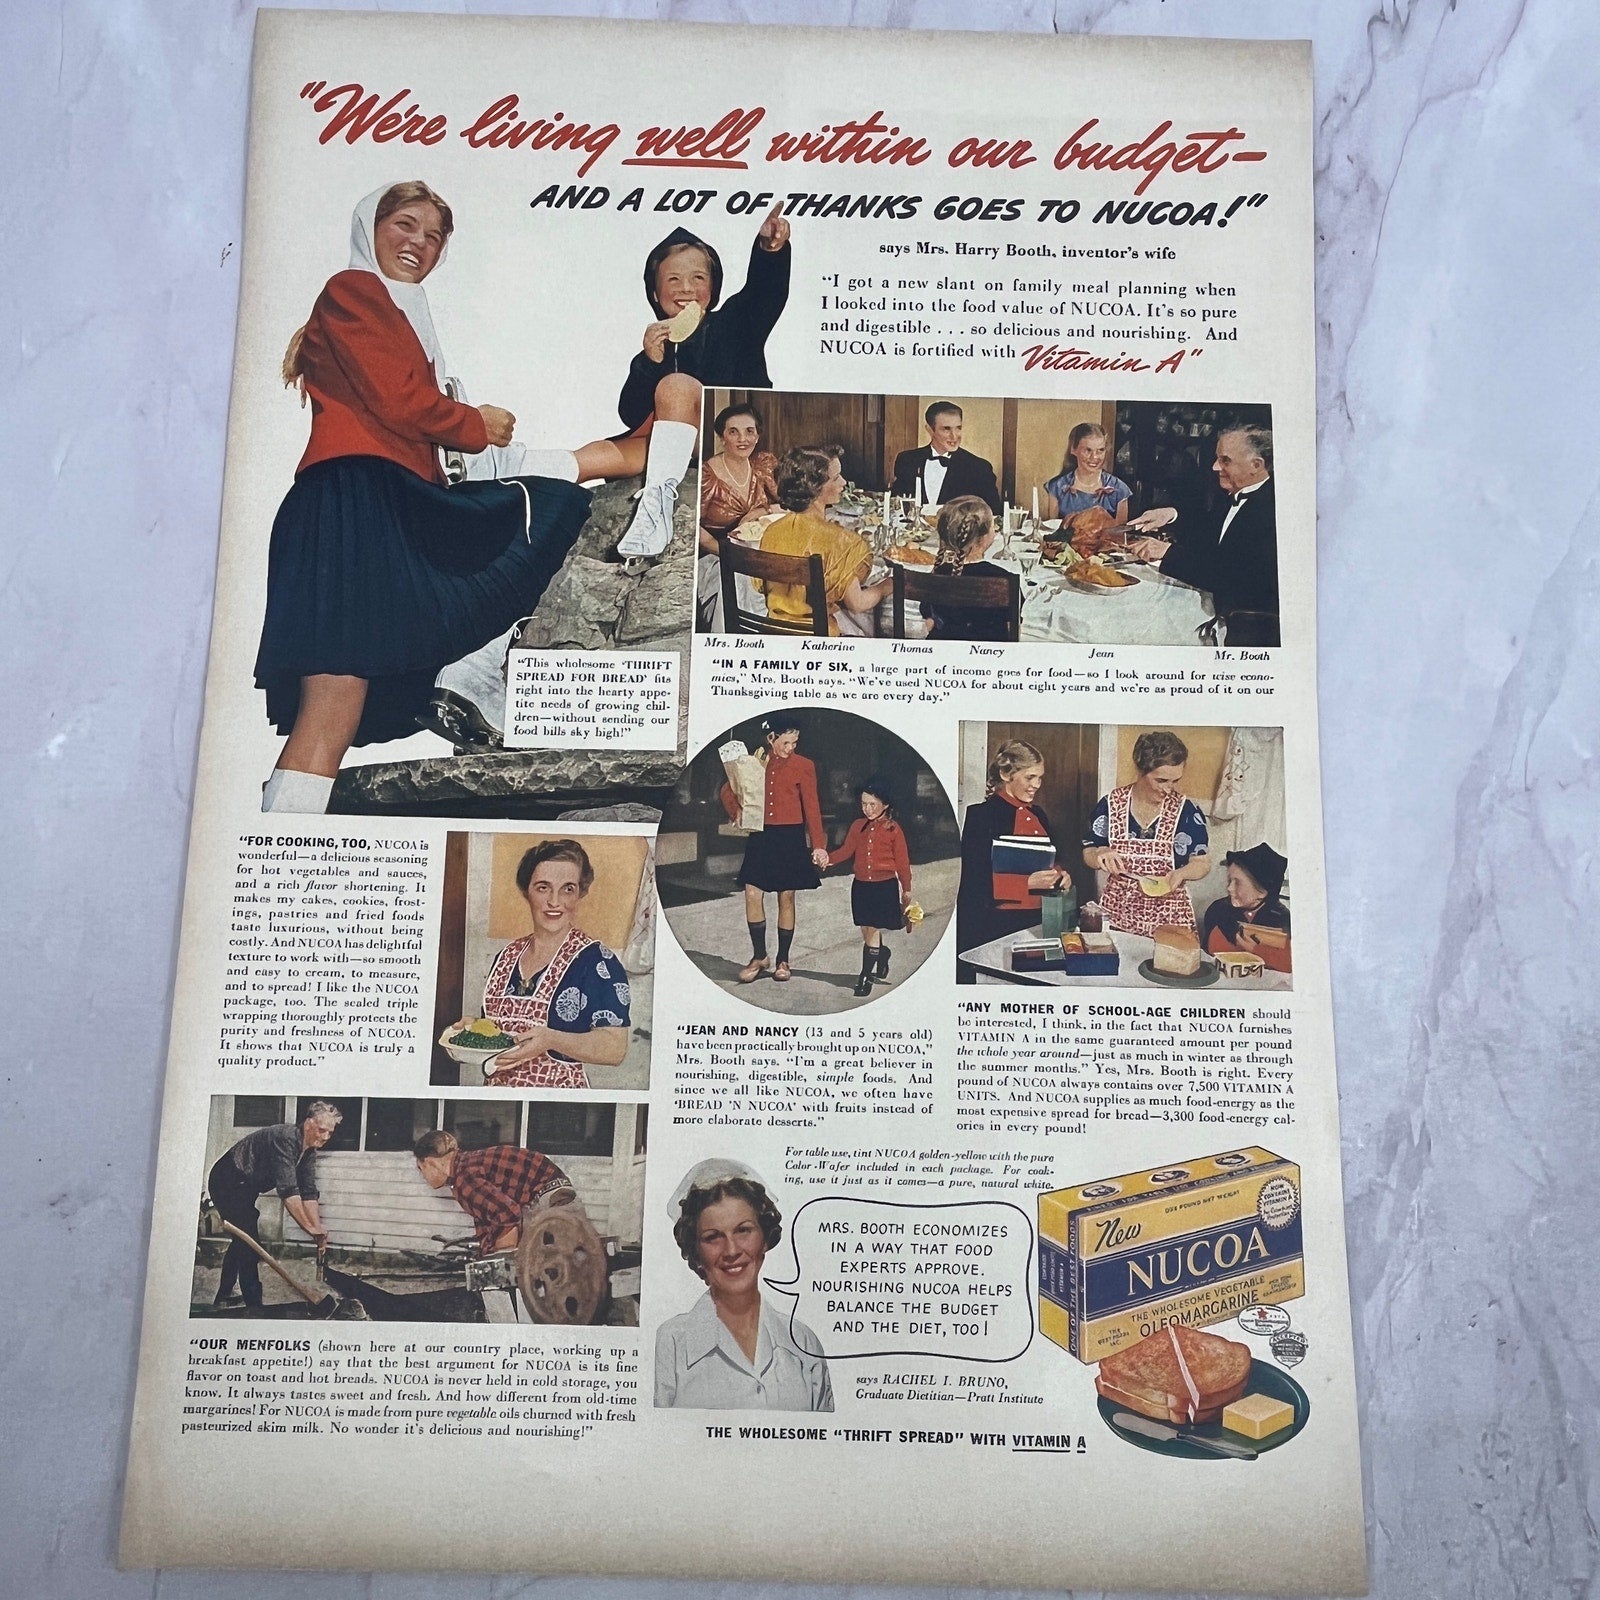 "We're living well within our budget—
AND A LOT OF THANKS GOES TO NUCOA!"
says Mrs. Harry Booth, inventor's wife
"I got a new slant on family meal planning when
I looked into the food value of NUCOA. It's so pure
and digestible . . . so delicious and nourishing. And
NUCOA is fortified with Vitamin A"
Mrs. Booth Katherine Thomas Nancy Jean Mr. Booth
"IN A FAMILY OF SIX, a large part of income goes for food—so I look around for wise econo-
mies," Mrs. Booth says. "We've used NUCOA for about eight years and we're as proud of it on our
Thanksgiving table as we are every day."
"This wholesome 'THRIFT
SPREAD FOR BREAD' fits
right into the hearty appe-
tite needs of growing chil-
dren—without sending our
food bills sky high!"
"FOR COOKING, TOO, NUCOA is
wonderful—a delicious seasoning
for hot vegetables and sauces,
and a rich flavor shortening. It
makes my cakes, cookies, frost-
ings, pastries and fried foods
taste luxurious, without being
costly. And NUCOA has delightful
texture to work with—so smooth
and easy to cream, to measure,
and to spread! I like the NUCOA
package, too. The sealed triple
wrapping thoroughly protects the
purity and freshness of NUCOA.
It shows that NUCOA is truly a
quality product."
"JEAN AND NANCY (13 and 5 years old)
have been practically brought up on NUCOA,"
Mrs. Booth says. "I'm a great believer in
nourishing, digestible, simple foods. And
since we all like NUCOA, we often have
'BREAD 'N NUCOA' with fruits instead of
more elaborate desserts."
"ANY MOTHER OF SCHOOL-AGE CHILDREN should
be interested, I think, in the fact that NUCOA furnishes
VITAMIN A in the same guaranteed amount per pound
the whole year around—just as much in winter as through
the summer months." Yes, Mrs. Booth is right. Every
pound of NUCOA always contains over 7,500 VITAMIN A
UNITS. And NUCOA supplies as much food-energy as the
most expensive spread for bread—3,300 food-energy cal-
ories in every pound!
"OUR MENFOLKS (shown here at our country place, working up a
breakfast appetite!) say that the best argument for NUCOA is its fine
flavor on toast and hot breads. NUCOA is never held in cold storage, you
know. It always tastes sweet and fresh. And how different from old-time
margarines! For NUCOA is made from pure vegetable oils churned with fresh
pasteurized skim milk. No wonder it's delicious and nourishing!"
For table use, tint NUCOA golden-yellow with the pure
Color-Wafer included in each package. For cook-
ing, use it just as it comes—a pure, natural white.
MRS. BOOTH ECONOMIZES
IN A WAY THAT FOOD
EXPERTS APPROVE.
NOURISHING NUCOA HELPS
BALANCE THE BUDGET
AND THE DIET, TOO!
says RACHEL I. BRUNO,
Graduate Dietitian—Pratt Institute
ONE POUND NET WEIGHT
New
NUCOA
THE WHOLESOME VEGETABLE
OLEOMARGARINE
ONE OF THE BEST FOODS
THE WHOLESOME "THRIFT SPREAD" WITH VITAMIN A